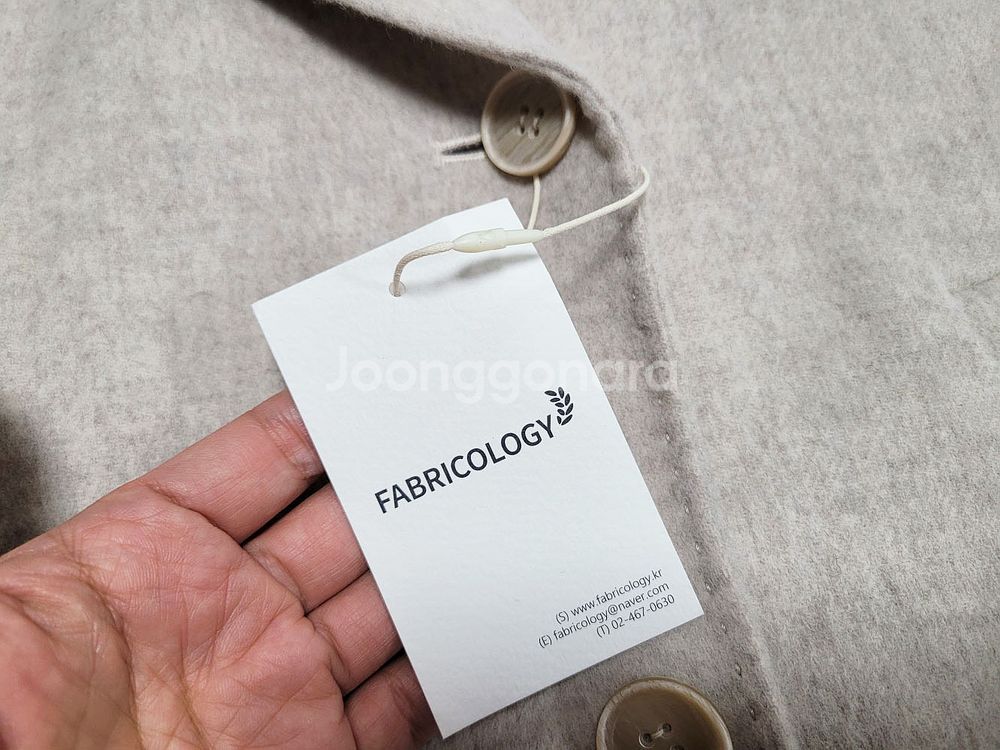 Joonggonara
FABRICOLOGY
(S) www.fabricology.kr
(E) fabricology@naver.com
(T) 02-467-0630